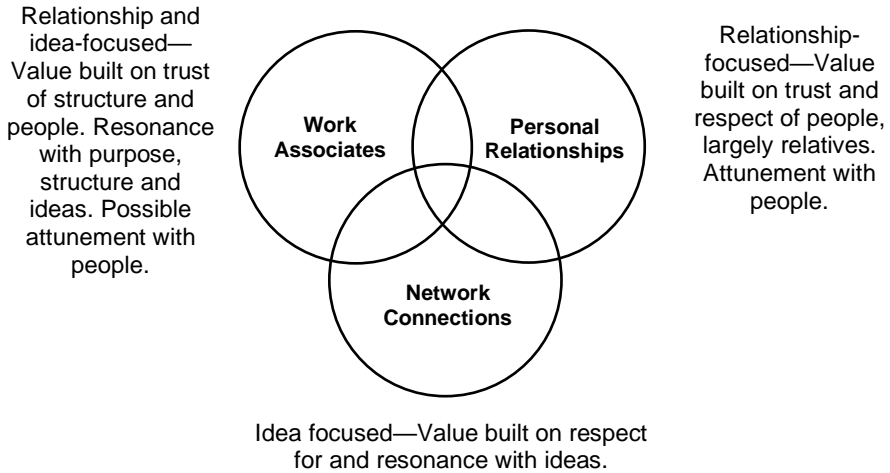 Relationship and
idea-focused—
Value built on trust
of structure and
people. Resonance
with purpose,
structure and
ideas. Possible
attunement with
people.
Work
Associates
Personal
Relationships
Relationship-
focused—Value
built on trust and
respect of people,
largely relatives.
Attunement with
people.
Network
Connections
Idea focused—Value built on respect
for and resonance with ideas.